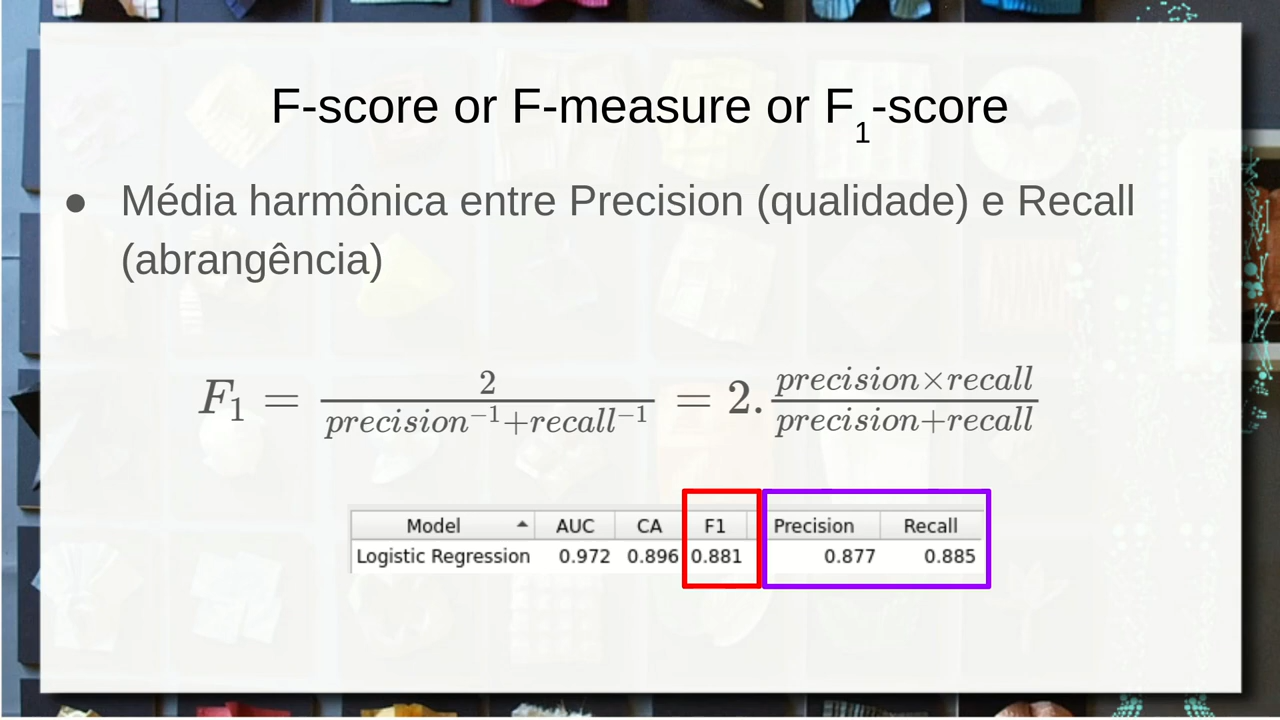 F-score or F-measure or F1-score
● Média harmônica entre Precision (qualidade) e Recall
(abrangência)
F1 = 2 / (precision⁻¹+recall⁻¹) = 2. (precision×recall) / (precision+recall)
Model AUC CA F1 Precision Recall
Logistic Regression 0.972 0.896 0.881 0.877 0.885